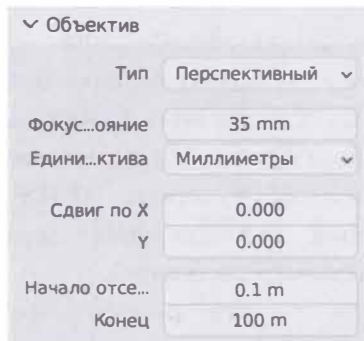 Объектив
Тип Перспективный
Фокус...ояние 35 mm
Едини...ктива Миллиметры
Сдвиг по X 0.000
Y 0.000
Начало отсе... 0.1 m
Конец 100 m